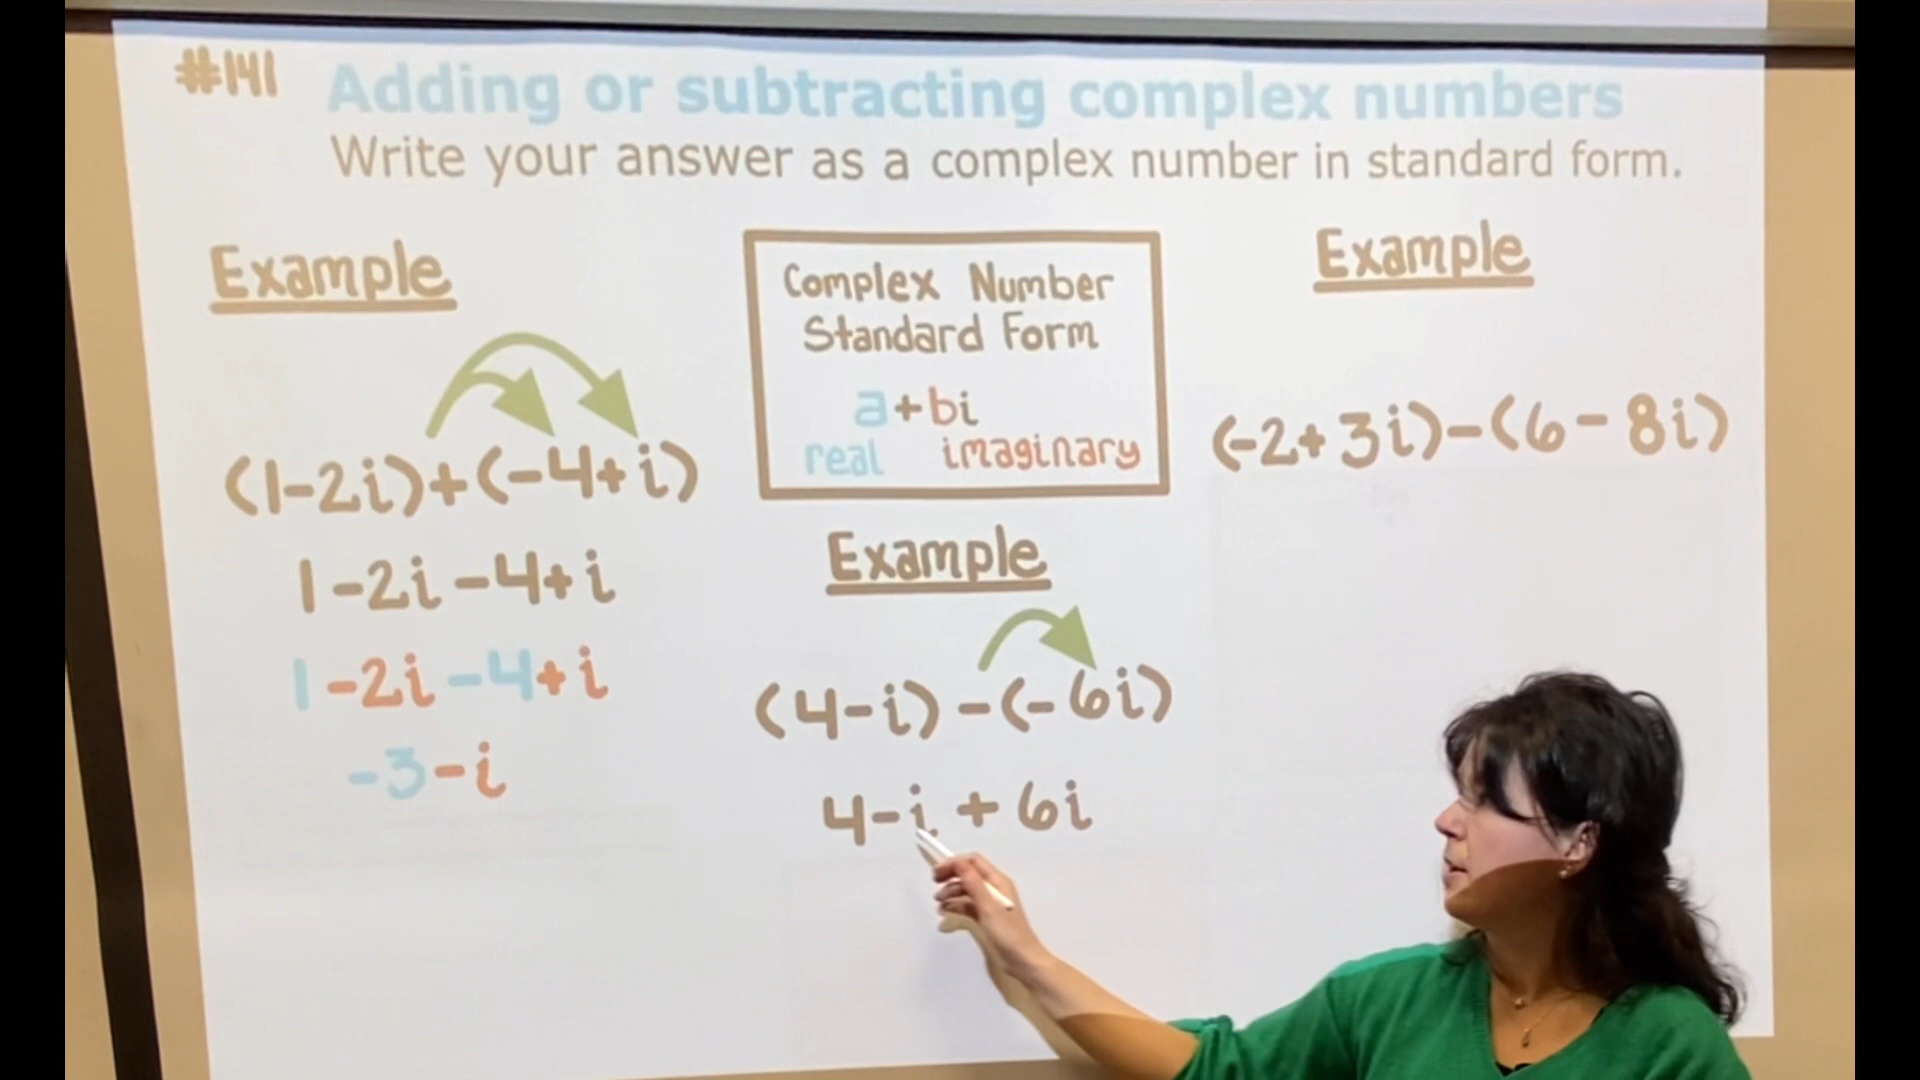 #141
Adding or subtracting complex numbers
Write your answer as a complex number in standard form.
Example
(1-2i)+(-4+i)
1-2i-4+i
1-2i-4+i
-3-i
Complex Number
Standard Form
a+bi
real imaginary
Example
(4-i)-(-6i)
4-i+6i
Example
(-2+3i)-(6-8i)